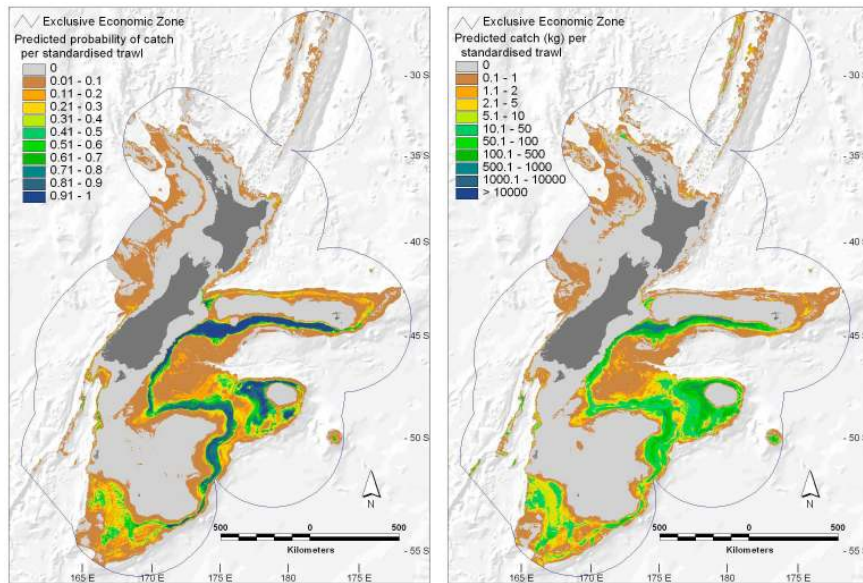 Exclusive Economic Zone
Predicted probability of catch
per standardised trawl
0
0.01 - 0.1
0.11 - 0.2
0.21 - 0.3
0.31 - 0.4
0.41 - 0.5
0.51 - 0.6
0.61 - 0.7
0.71 - 0.8
0.81 - 0.9
0.91 - 1
- 30 S
- 35 S
- 40 S
- 45 S
- 50 S
- 55 S
N
500 0 500
Kilometers
165 E 170 E 175 E 180 175 E
Exclusive Economic Zone
Predicted catch (kg) per
standardised trawl
0
0.1 - 1
1.1 - 2
2.1 - 5
5.1 - 10
10.1 - 50
50.1 - 100
100.1 - 500
500.1 - 1000
1000.1 - 10000
> 10000
- 30 S
- 35 S
- 40 S
- 45 S
- 50 S
- 55 S
N
500 0 500
Kilometers
165 E 170 E 175 E 180 175 E